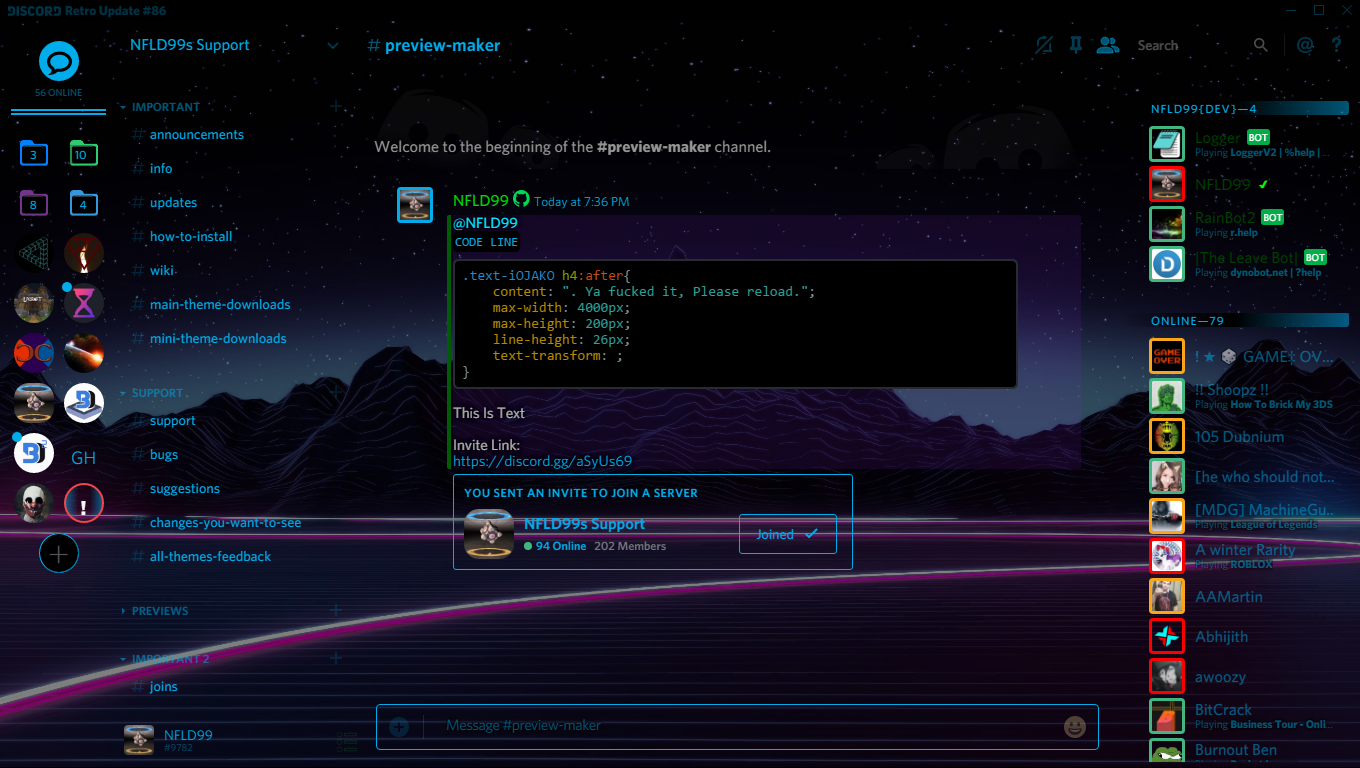 DISCORD Retro Update #86
56 ONLINE
3
10
8
4
GH
NFLD99s Support
IMPORTANT
# announcements
# info
# updates
# how-to-install
# wiki
# main-theme-downloads
# mini-theme-downloads
SUPPORT
# support
# bugs
# suggestions
# changes-you-want-to-see
# all-themes-feedback
PREVIEWS
IMPORTANT 2
# joins
NFLD99
#9782
# preview-maker
Search
Welcome to the beginning of the #preview-maker channel.
NFLD99 Today at 7:36 PM
@NFLD99
CODE LINE
.text-iOJAKO h4:after{
content: ". Ya fucked it, Please reload.";
max-width: 4000px;
max-height: 200px;
line-height: 26px;
text-transform: ;
}
This Is Text
Invite Link:
https://discord.gg/aSyUs69
YOU SENT AN INVITE TO JOIN A SERVER
NFLD99s Support
94 Online 202 Members
Joined
Message #preview-maker
NFLD99{DEV}—4
Logger BOT
Playing LoggerV2 | %help | ...
NFLD99
RainBot2 BOT
Playing r.help
|The Leave Bot| BOT
Playing dynobot.net | ?help
ONLINE—79
GAME OVER
! ★ 🎲 GAME: OV...
!! Shoopz !!
Playing How To Brick My 3DS
105 Dubnium
[he who should not...
[MDG] MachineGu...
Playing League of Legends
A winter Rarity
Playing ROBLOX
AAMartin
Abhijith
awoozy
BitCrack
Playing Business Tour - Onli...
Burnout Ben